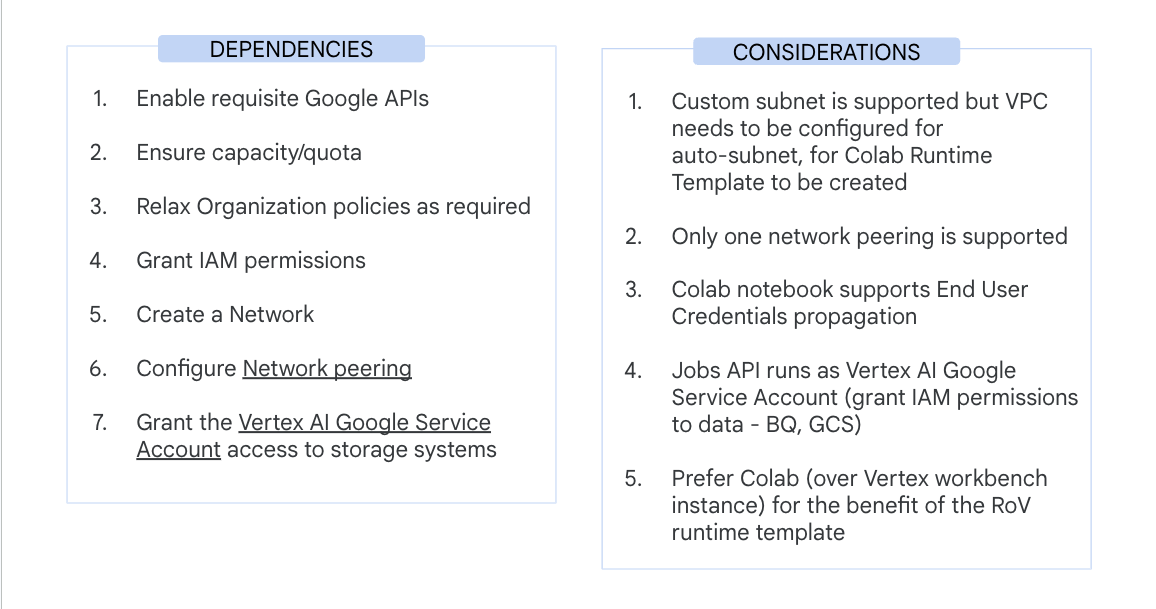 DEPENDENCIES
1. Enable requisite Google APIs
2. Ensure capacity/quota
3. Relax Organization policies as required
4. Grant IAM permissions
5. Create a Network
6. Configure Network peering
7. Grant the Vertex AI Google Service
Account access to storage systems
CONSIDERATIONS
1. Custom subnet is supported but VPC
needs to be configured for
auto-subnet, for Colab Runtime
Template to be created
2. Only one network peering is supported
3. Colab notebook supports End User
Credentials propagation
4. Jobs API runs as Vertex AI Google
Service Account (grant IAM permissions
to data - BQ, GCS)
5. Prefer Colab (over Vertex workbench
instance) for the benefit of the RoV
runtime template